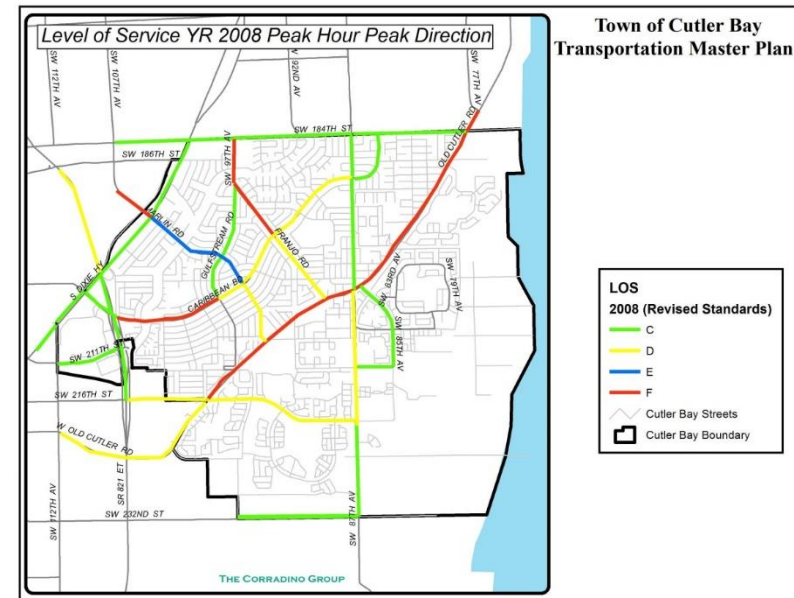 Level of Service YR 2008 Peak Hour Peak Direction
Town of Cutler Bay
Transportation Master Plan
SW 112TH AV
SW 107TH AV
SW 92ND AV
SW 77TH AV
OLD CUTLER RD
SW 184TH ST
SW 186TH ST
SW 97TH AV
MARLIN RD
GULFSTREAM RD
FRANJO RD
S. DIXIE HY
CARIBBEAN B
SW 83RD AV
SW 79TH AV
SW 85TH AV
SW 211TH ST
SW 216TH ST
W OLD CUTLER RD
SR 821 ET
SW 112TH AV
SW 232ND ST
SW 87TH AV
THE CORRADINO GROUP
LOS
2008 (Revised Standards)
C
D
E
F
Cutler Bay Streets
Cutler Bay Boundary